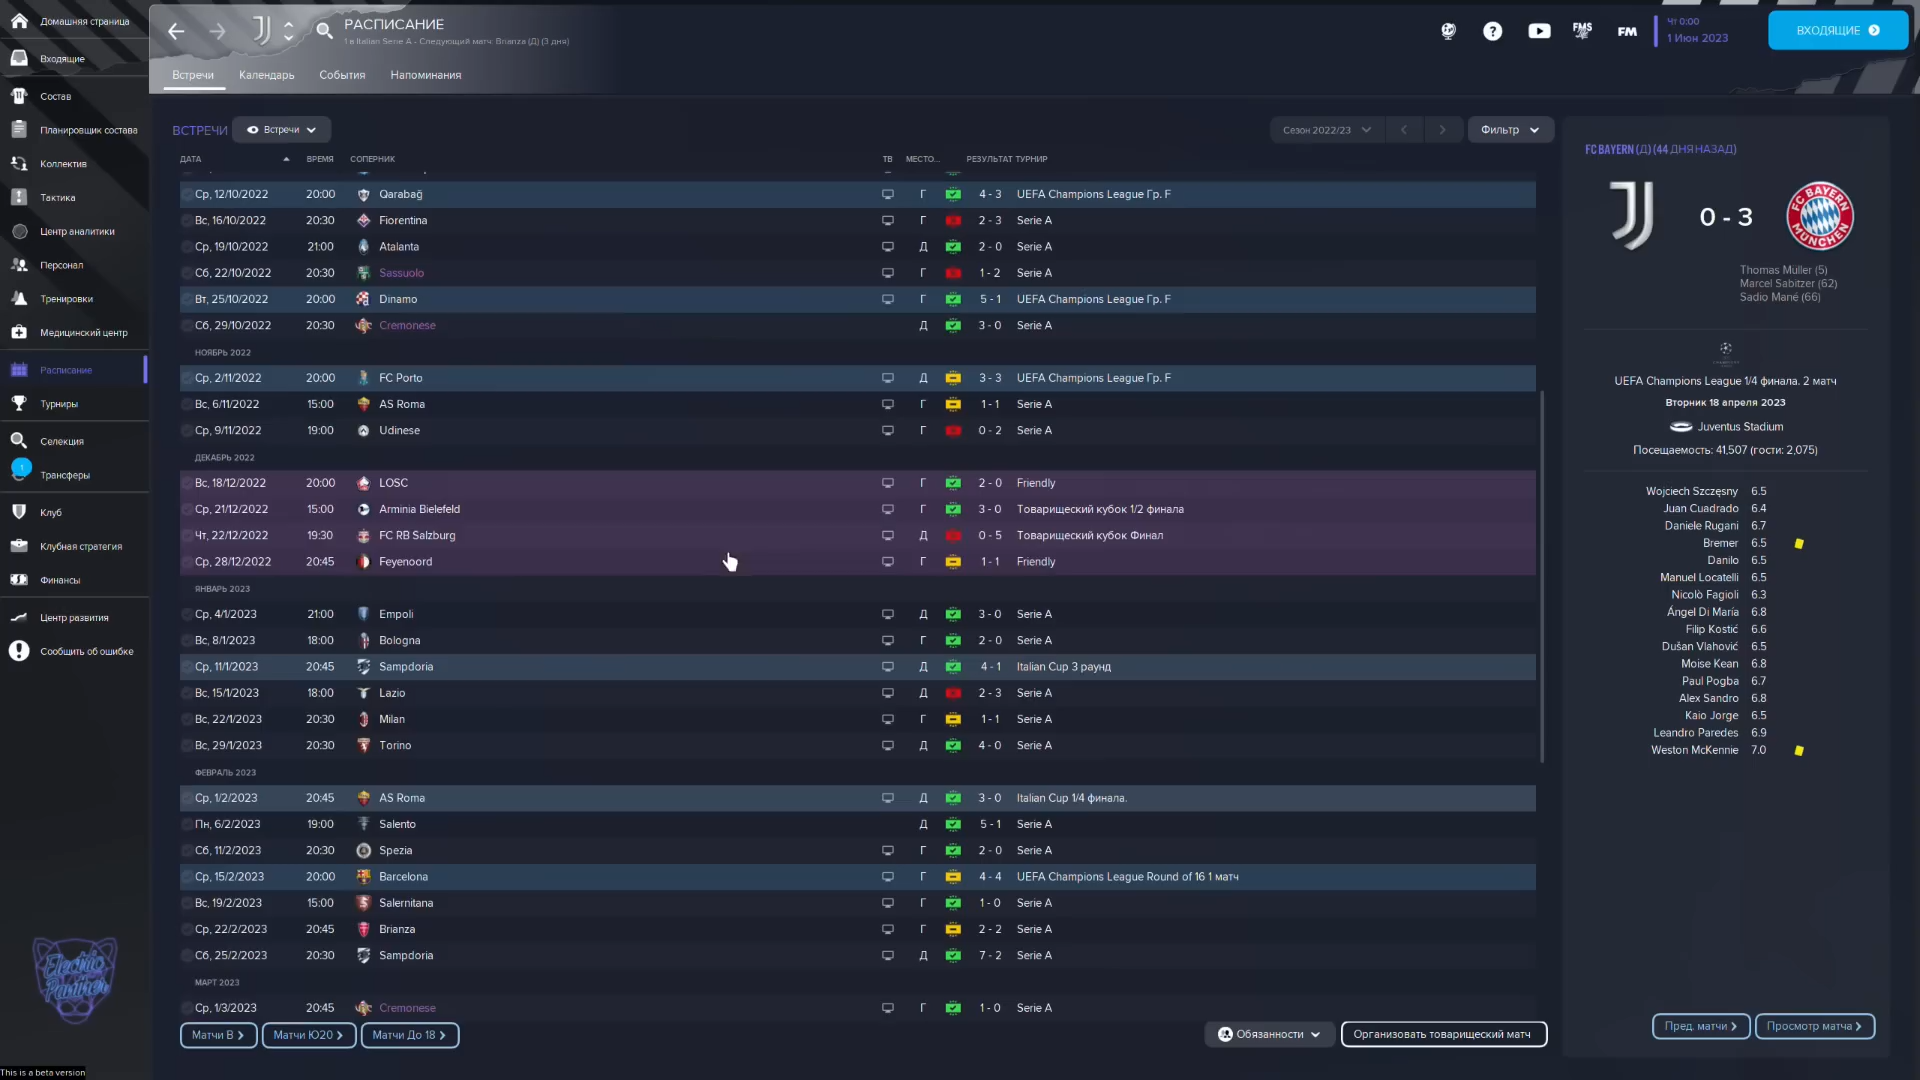 Домашняя страница
Входящие
Состав
Планировщик состава
Коллектив
Тактика
Центр аналитики
Персонал
Тренировки
Медицинский центр
Расписание
Турниры
Селекция
1
Трансферы
Клуб
Клубная стратегия
Финансы
Центр развития
Сообщить об ошибке
Electric Panther
This is a beta version
РАСПИСАНИЕ
1 в Italian Serie A - Следующий матч: Brianza (Д) (3 дня)
FMS
FM
Чт 0:00
1 Июн 2023
ВХОДЯЩИЕ
Встречи Календарь События Напоминания
ВСТРЕЧИ Встречи Сезон 2022/23 Фильтр
ДАТА ВРЕМЯ СОПЕРНИК ТВ МЕСТО... РЕЗУЛЬТАТ ТУРНИР
Ср, 12/10/2022 20:00 Qarabağ Г 4 - 3 UEFA Champions League Гр. F
Вс, 16/10/2022 20:30 Fiorentina Г 2 - 3 Serie A
Ср, 19/10/2022 21:00 Atalanta Д 2 - 0 Serie A
Сб, 22/10/2022 20:30 Sassuolo Г 1 - 2 Serie A
Вт, 25/10/2022 20:00 Dinamo Г 5 - 1 UEFA Champions League Гр. F
Сб, 29/10/2022 20:30 Cremonese Д 3 - 0 Serie A
НОЯБРЬ 2022
Ср, 2/11/2022 20:00 FC Porto Д 3 - 3 UEFA Champions League Гр. F
Вс, 6/11/2022 15:00 AS Roma Г 1 - 1 Serie A
Ср, 9/11/2022 19:00 Udinese Г 0 - 2 Serie A
ДЕКАБРЬ 2022
Вс, 18/12/2022 20:00 LOSC Г 2 - 0 Friendly
Ср, 21/12/2022 15:00 Arminia Bielefeld Г 3 - 0 Товарищеский кубок 1/2 финала
Чт, 22/12/2022 19:30 FC RB Salzburg Д 0 - 5 Товарищеский кубок Финал
Ср, 28/12/2022 20:45 Feyenoord Г 1 - 1 Friendly
ЯНВАРЬ 2023
Ср, 4/1/2023 21:00 Empoli Д 3 - 0 Serie A
Вс, 8/1/2023 18:00 Bologna Г 2 - 0 Serie A
Ср, 11/1/2023 20:45 Sampdoria Д 4 - 1 Italian Cup 3 раунд
Вс, 15/1/2023 18:00 Lazio Д 2 - 3 Serie A
Вс, 22/1/2023 20:30 Milan Г 1 - 1 Serie A
Вс, 29/1/2023 20:30 Torino Д 4 - 0 Serie A
ФЕВРАЛЬ 2023
Ср, 1/2/2023 20:45 AS Roma Д 3 - 0 Italian Cup 1/4 финала.
Пн, 6/2/2023 19:00 Salento Д 5 - 1 Serie A
Сб, 11/2/2023 20:30 Spezia Г 2 - 0 Serie A
Ср, 15/2/2023 20:00 Barcelona Г 4 - 4 UEFA Champions League Round of 16 1 матч
Вс, 19/2/2023 15:00 Salernitana Г 1 - 0 Serie A
Ср, 22/2/2023 20:45 Brianza Г 2 - 2 Serie A
Сб, 25/2/2023 20:30 Sampdoria Д 7 - 2 Serie A
МАРТ 2023
Ср, 1/3/2023 20:45 Cremonese Г 1 - 0 Serie A
Матчи В Матчи Ю20 Матчи До 18 Обязанности Организовать товарищеский матч
FC BAYERN (Д) (44 ДНЯ НАЗАД)
0 - 3
FC BAYERN MÜNCHEN
Thomas Müller (5)
Marcel Sabitzer (62)
Sadio Mané (66)
UEFA Champions League 1/4 финала. 2 матч
Вторник 18 апреля 2023
Juventus Stadium
Посещаемость: 41,507 (гости: 2,075)
Wojciech Szczęsny 6.5
Juan Cuadrado 6.4
Daniele Rugani 6.7
Bremer 6.5
Danilo 6.5
Manuel Locatelli 6.5
Nicolò Fagioli 6.3
Ángel Di María 6.8
Filip Kostić 6.6
Dušan Vlahović 6.5
Moise Kean 6.8
Paul Pogba 6.7
Alex Sandro 6.8
Kaio Jorge 6.5
Leandro Paredes 6.9
Weston McKennie 7.0
Пред. матчи Просмотр матча